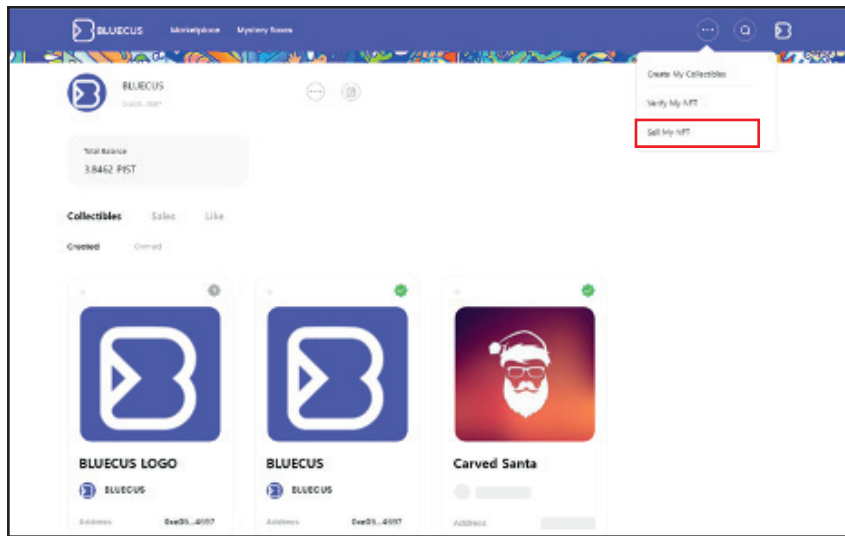 BLUECUS Marketplace Mystery Boxes
Create My Collectibles
Verify My NFT
Sell My NFT
BLUECUS
Total Balance
3.8462 PIST
Collectibles Sales Like
Created Owned
BLUECUS LOGO
BLUECUS
Address
BLUECUS
BLUECUS
Address
Carved Santa
Address